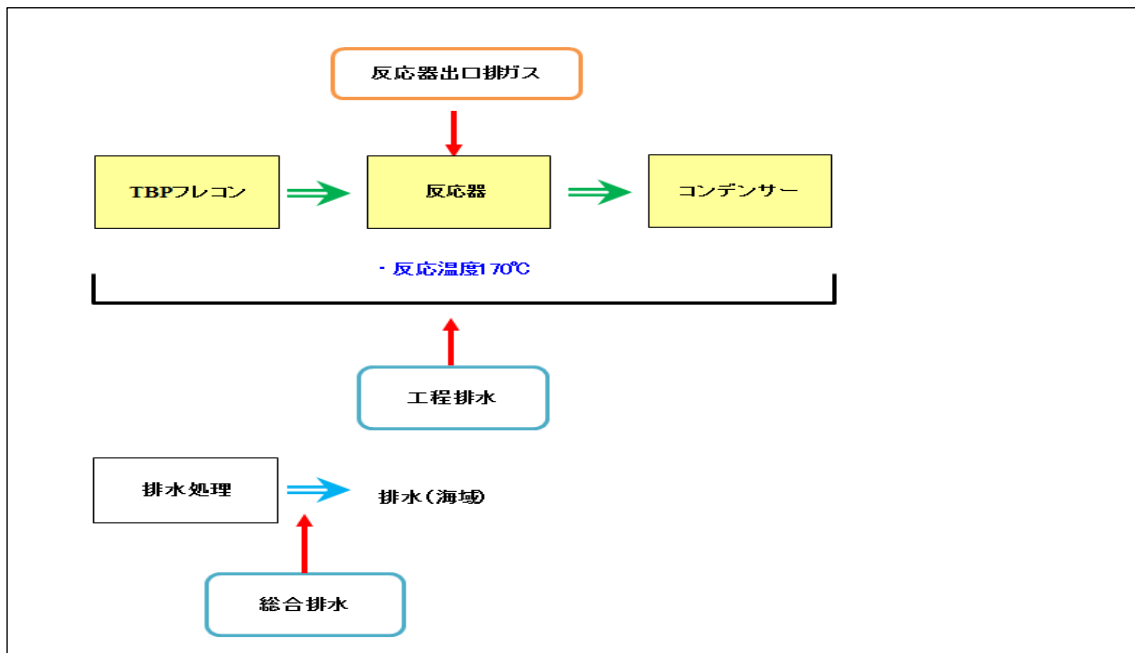 反応器出口排ガス
TBPフレコン
反応器
コンデンサー
・反応温度170℃
工程排水
排水処理
排水(海域)
総合排水